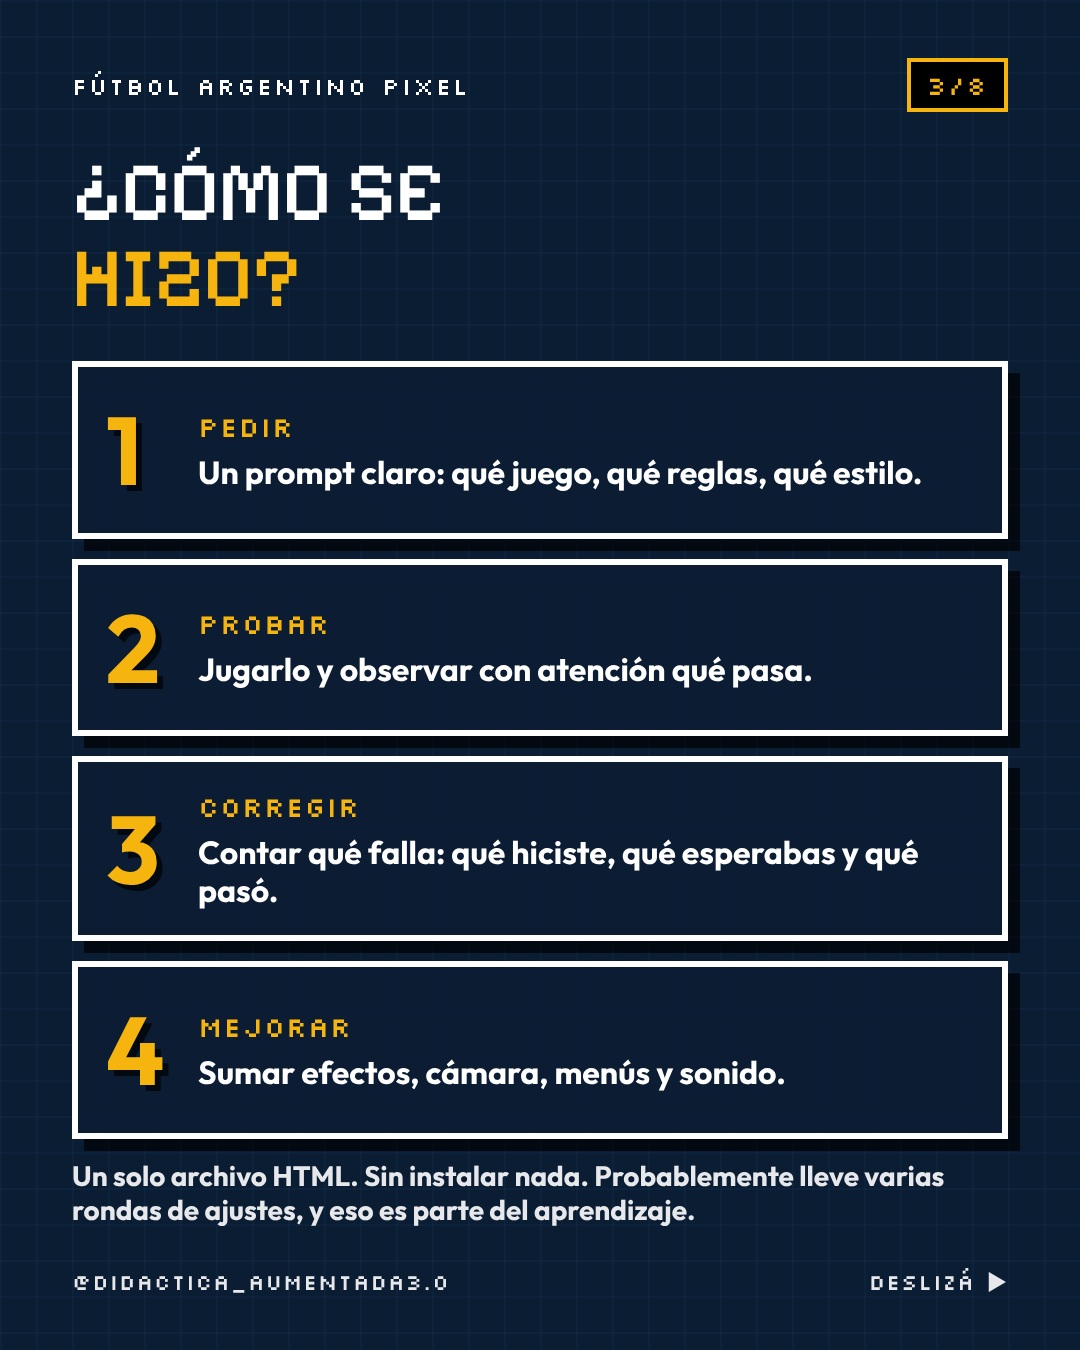 FÚTBOL ARGENTINO PIXEL
3/8
¿CÓMO SE
HIZO?
1
PEDIR
Un prompt claro: qué juego, qué reglas, qué estilo.
2
PROBAR
Jugarlo y observar con atención qué pasa.
3
CORREGIR
Contar qué falla: qué hiciste, qué esperabas y qué
pasó.
4
MEJORAR
Sumar efectos, cámara, menús y sonido.
Un solo archivo HTML. Sin instalar nada. Probablemente lleve varias
rondas de ajustes, y eso es parte del aprendizaje.
@DIDACTICA_AUMENTADA3.0
DESLIZÁ ▶